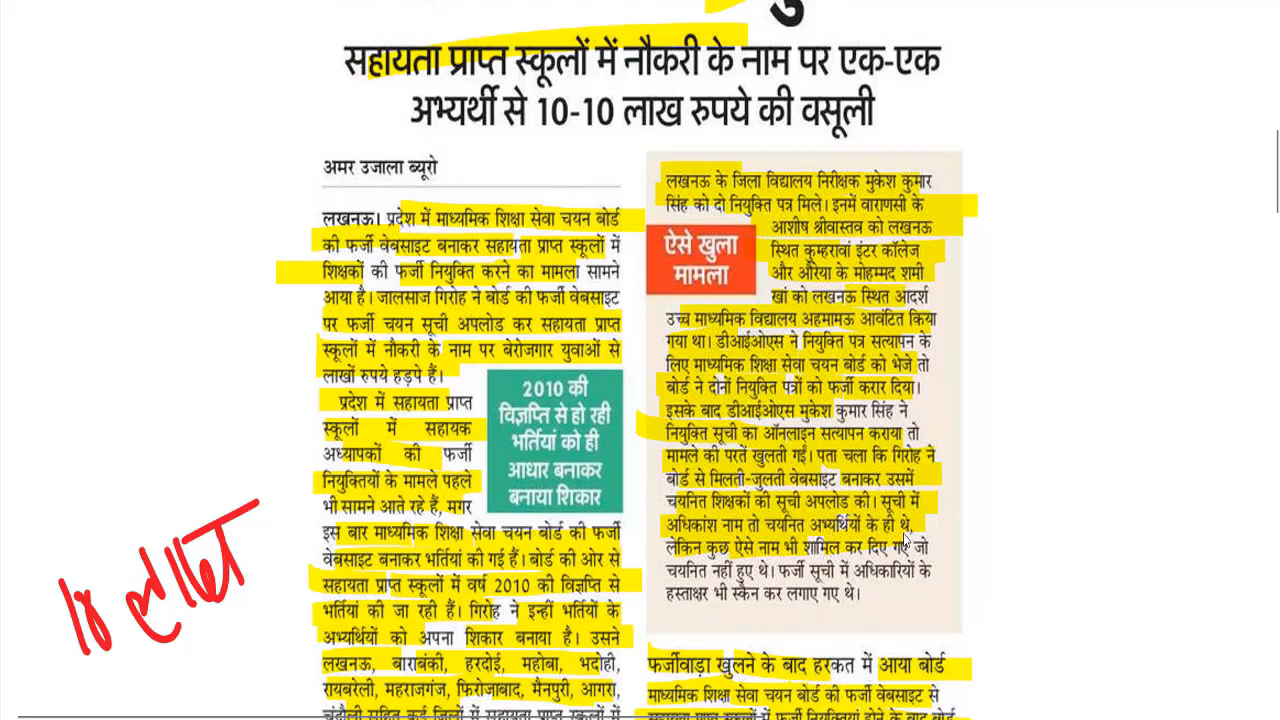 सहायता प्राप्त स्कूलों में नौकरी के नाम पर एक-एक
अभ्यर्थी से 10-10 लाख रुपये की वसूली
अमर उजाला ब्यूरो
लखनऊ। प्रदेश में माध्यमिक शिक्षा सेवा चयन बोर्ड
की फर्जी वेबसाइट बनाकर सहायता प्राप्त स्कूलों में
शिक्षकों की फर्जी नियुक्ति करने का मामला सामने
आया है। जालसाज गिरोह ने बोर्ड की फर्जी वेबसाइट
पर फर्जी चयन सूची अपलोड कर सहायता प्राप्त
स्कूलों में नौकरी के नाम पर बेरोजगार युवाओं से
लाखों रुपये हड़पे हैं।
प्रदेश में सहायता प्राप्त
स्कूलों में सहायक
अध्यापकों की फर्जी
नियुक्तियों के मामले पहले
भी सामने आते रहे हैं, मगर
इस बार माध्यमिक शिक्षा सेवा चयन बोर्ड की फर्जी
वेबसाइट बनाकर भर्तियां की गई हैं। बोर्ड की ओर से
सहायता प्राप्त स्कूलों में वर्ष 2010 की विज्ञप्ति से
भर्तियां की जा रही हैं। गिरोह ने इन्हीं भर्तियों के
अभ्यर्थियों को अपना शिकार बनाया है। उसने
लखनऊ, बाराबंकी, हरदोई, महोबा, भदोही,
रायबरेली, महराजगंज, फिरोजाबाद, मैनपुरी, आगरा,
चंदौली सहित कई जिलों में सहायता प्राप्त स्कूलों में
2010 की
विज्ञप्ति से हो रही
भर्तियां को ही
आधार बनाकर
बनाया शिकार
लखनऊ के जिला विद्यालय निरीक्षक मुकेश कुमार
सिंह को दो नियुक्ति पत्र मिले। इनमें वाराणसी के
आशीष श्रीवास्तव को लखनऊ
स्थित कुम्हरावां इंटर कॉलेज
और औरैया के मोहम्मद शमी
खां को लखनऊ स्थित आदर्श
उच्च माध्यमिक विद्यालय अहमामऊ आवंटित किया
गया था। डीआईओएस ने नियुक्ति पत्र सत्यापन के
लिए माध्यमिक शिक्षा सेवा चयन बोर्ड को भेजे तो
बोर्ड ने दोनों नियुक्ति पत्रों को फर्जी करार दिया।
इसके बाद डीआईओएस मुकेश कुमार सिंह ने
नियुक्ति सूची का ऑनलाइन सत्यापन कराया तो
मामले की परतें खुलती गईं। पता चला कि गिरोह ने
बोर्ड से मिलती-जुलती वेबसाइट बनाकर उसमें
चयनित शिक्षकों की सूची अपलोड की। सूची में
अधिकांश नाम तो चयनित अभ्यर्थियों के ही थे,
लेकिन कुछ ऐसे नाम भी शामिल कर दिए गए जो
चयनित नहीं हुए थे। फर्जी सूची में अधिकारियों के
हस्ताक्षर भी स्कैन कर लगाए गए थे।
ऐसे खुला
मामला
फर्जीवाड़ा खुलने के बाद हरकत में आया बोर्ड
माध्यमिक शिक्षा सेवा चयन बोर्ड की फर्जी वेबसाइट से
सहायता प्राप्त स्कूलों में फर्जी नियुक्तियां होने के बाद बोर्ड